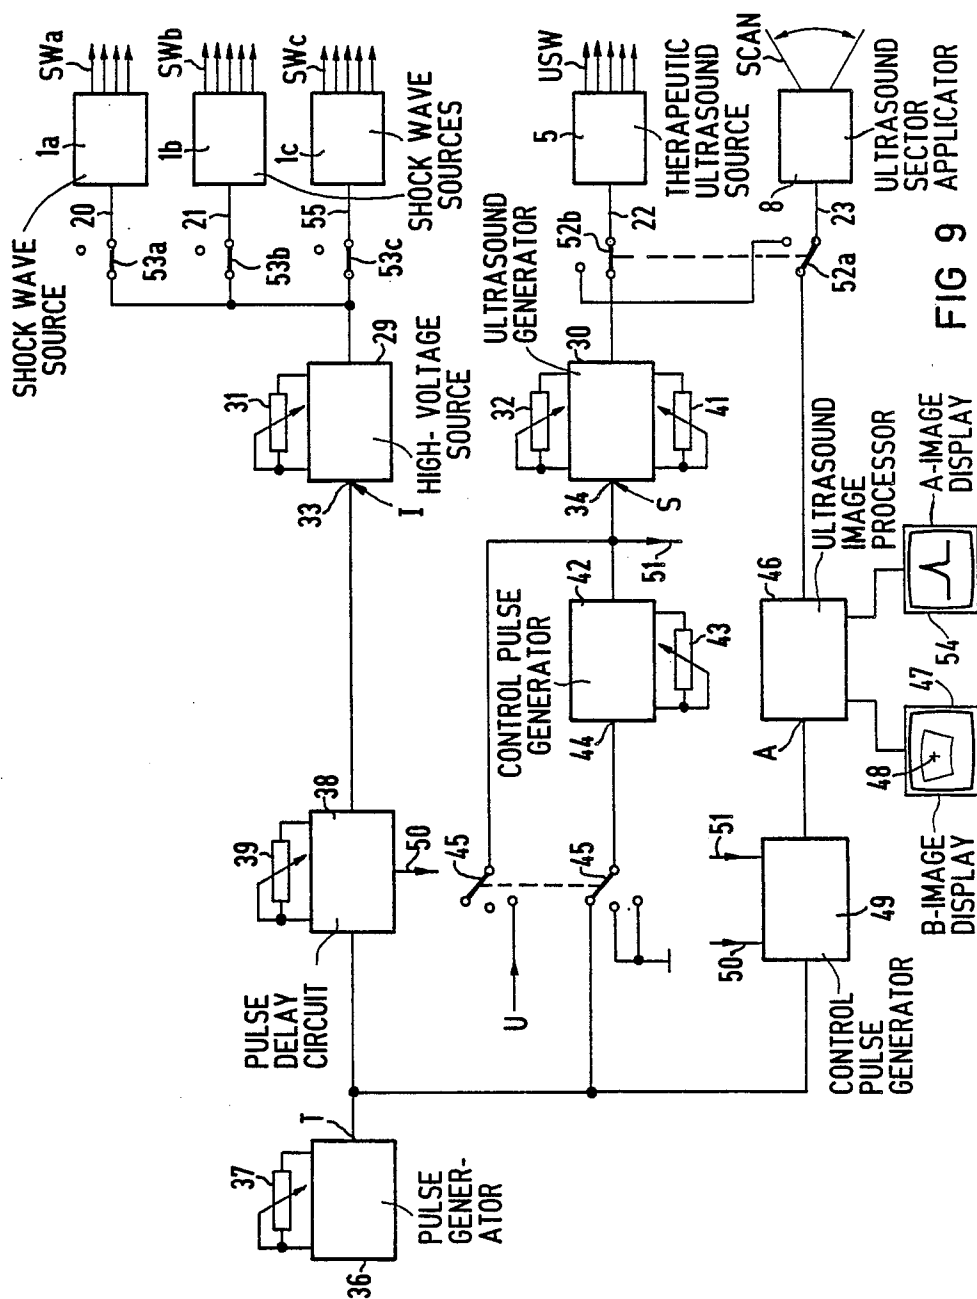 SHOCK WAVE
SOURCE
1a
SWa
20
53a
1b
SWb
21
53b
1c
SWc
55
53c
SHOCK WAVE
SOURCES
31
29
HIGH-VOLTAGE
SOURCE
33
I
39
38
50
PULSE
DELAY
CIRCUIT
37
T
PULSE
GENER-
ATOR
36
USW
5
THERAPEUTIC
ULTRASOUND
SOURCE
22
52b
ULTRASOUND
GENERATOR
30
32
41
34
S
51
42
CONTROL PULSE
GENERATOR
43
44
45
45
U
SCAN
8
ULTRASOUND
SECTOR
APPLICATOR
23
52a
ULTRASOUND
IMAGE
PROCESSOR
46
A
A-IMAGE
DISPLAY
54
47
48
B-IMAGE
DISPLAY
51
50
49
CONTROL
PULSE
GENERATOR
FIG 9